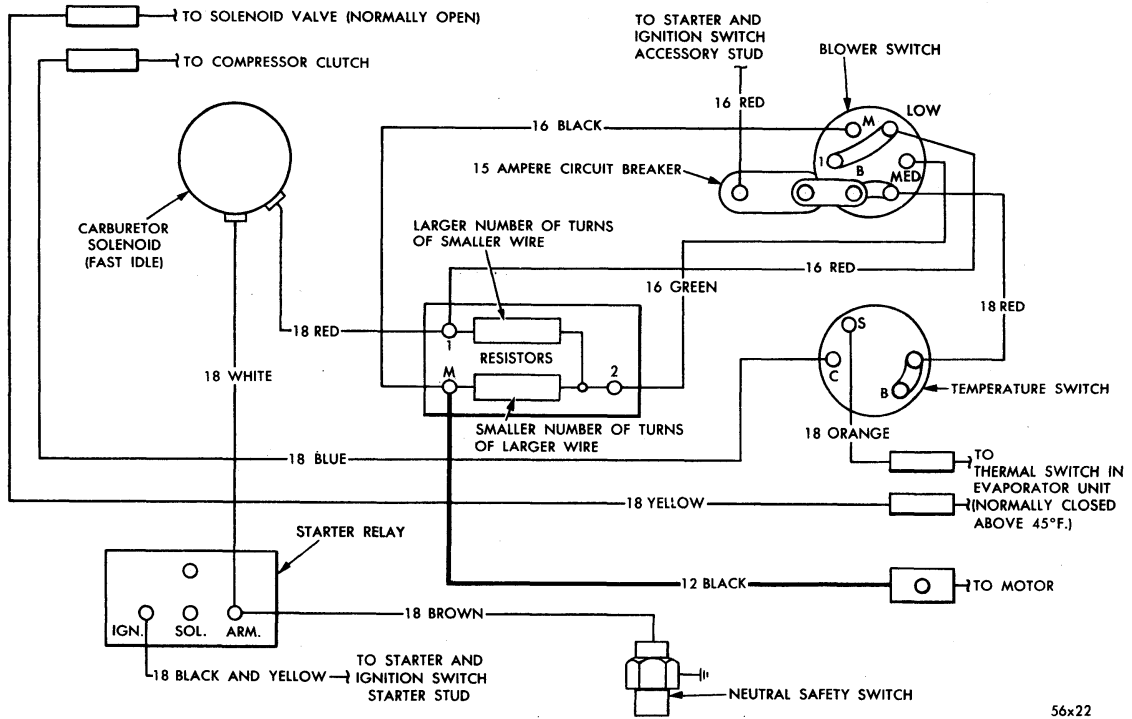 TO SOLENOID VALVE (NORMALLY OPEN)
TO COMPRESSOR CLUTCH
TO STARTER AND
IGNITION SWITCH
ACCESSORY STUD
BLOWER SWITCH
16 RED
LOW
M
16 BLACK
1
B
MED
15 AMPERE CIRCUIT BREAKER
CARBURETOR
SOLENOID
(FAST IDLE)
LARGER NUMBER OF TURNS
OF SMALLER WIRE
16 RED
16 GREEN
18 RED
18 RED
1
RESISTORS
M
2
S
C
B
TEMPERATURE SWITCH
18 WHITE
SMALLER NUMBER OF TURNS
OF LARGER WIRE
18 ORANGE
18 BLUE
TO
THERMAL SWITCH IN
EVAPORATOR UNIT
(NORMALLY CLOSED
ABOVE 45°F.)
18 YELLOW
STARTER RELAY
12 BLACK
TO MOTOR
IGN.
SOL.
ARM.
18 BROWN
18 BLACK AND YELLOW
TO STARTER AND
IGNITION SWITCH
STARTER STUD
NEUTRAL SAFETY SWITCH
56x22